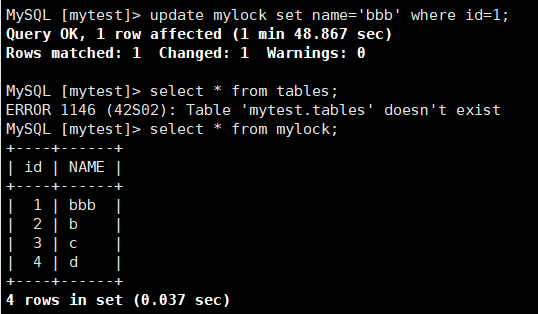 MySQL [mytest]> update mylock set name='bbb' where id=1;
Query OK, 1 row affected (1 min 48.867 sec)
Rows matched: 1  Changed: 1  Warnings: 0
MySQL [mytest]> select * from tables;
ERROR 1146 (42S02): Table 'mytest.tables' doesn't exist
MySQL [mytest]> select * from mylock;
+----+------+
| id | NAME |
+----+------+
|  1 | bbb  |
|  2 | b    |
|  3 | c    |
|  4 | d    |
+----+------+
4 rows in set (0.037 sec)